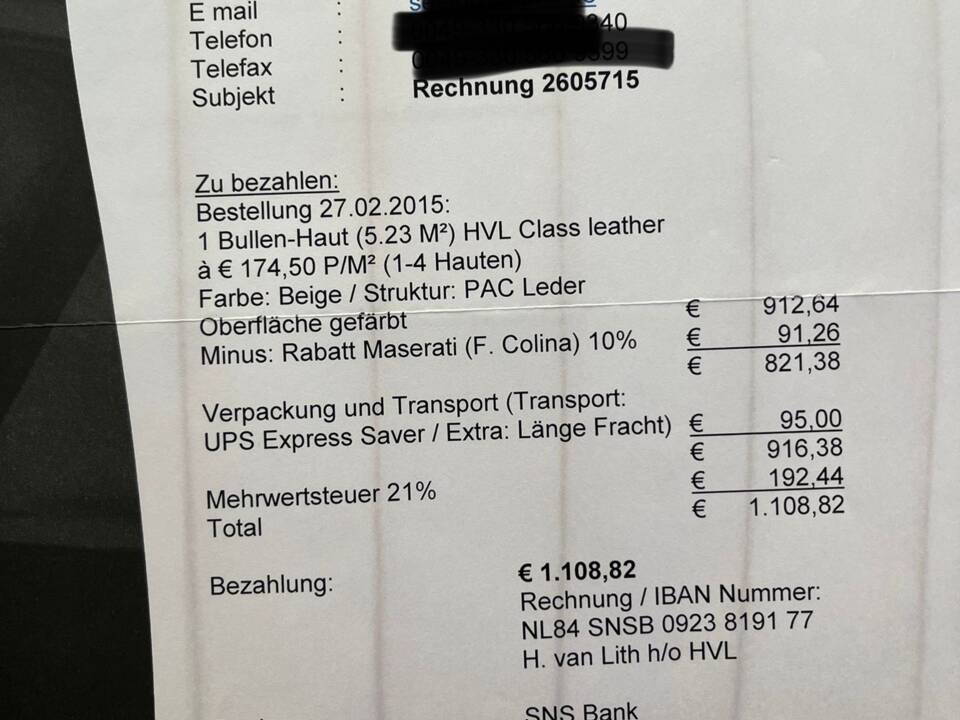 E mail :
Telefon :
Telefax :
Subjekt : Rechnung 2605715
Zu bezahlen:
Bestellung 27.02.2015:
1 Bullen-Haut (5.23 M²) HVL Class leather
à € 174,50 P/M² (1-4 Hauten)
Farbe: Beige / Struktur: PAC Leder
Oberfläche gefärbt € 912,64
Minus: Rabatt Maserati (F. Colina) 10% € 91,26
€ 821,38
Verpackung und Transport (Transport:
UPS Express Saver / Extra: Länge Fracht) € 95,00
€ 916,38
Mehrwertsteuer 21% € 192,44
Total € 1.108,82
Bezahlung: € 1.108,82
Rechnung / IBAN Nummer:
NL84 SNSB 0923 8191 77
H. van Lith h/o HVL
SNS Bank